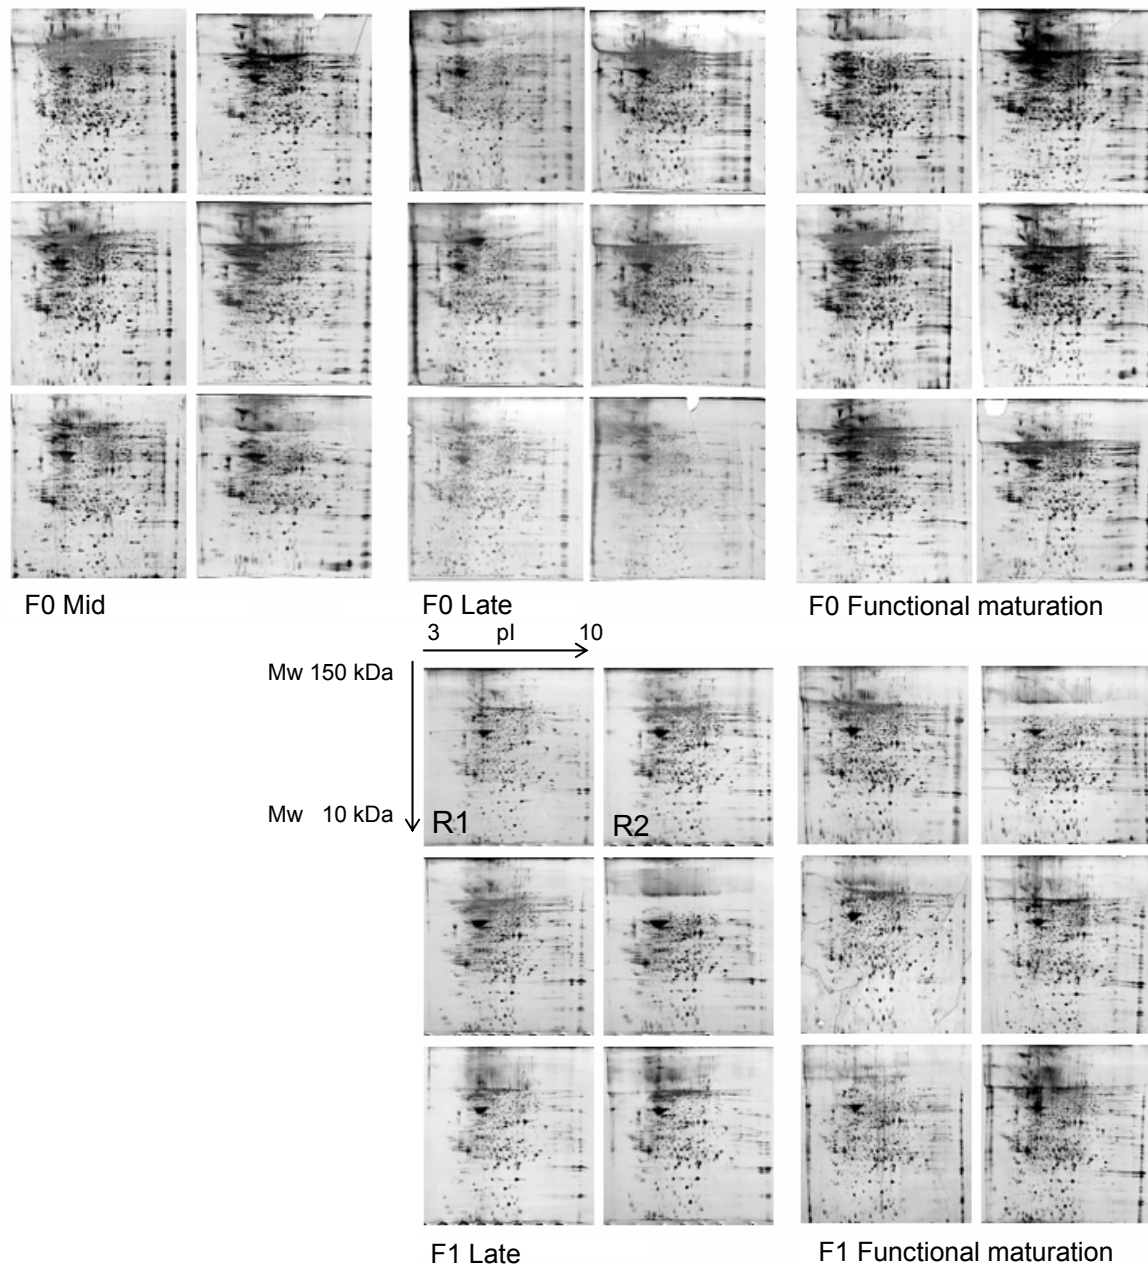 F0 Mid
F0 Late
F0 Functional maturation
3 pI 10
Mw 150 kDa
Mw 10 kDa
R1
R2
F1 Late
F1 Functional maturation